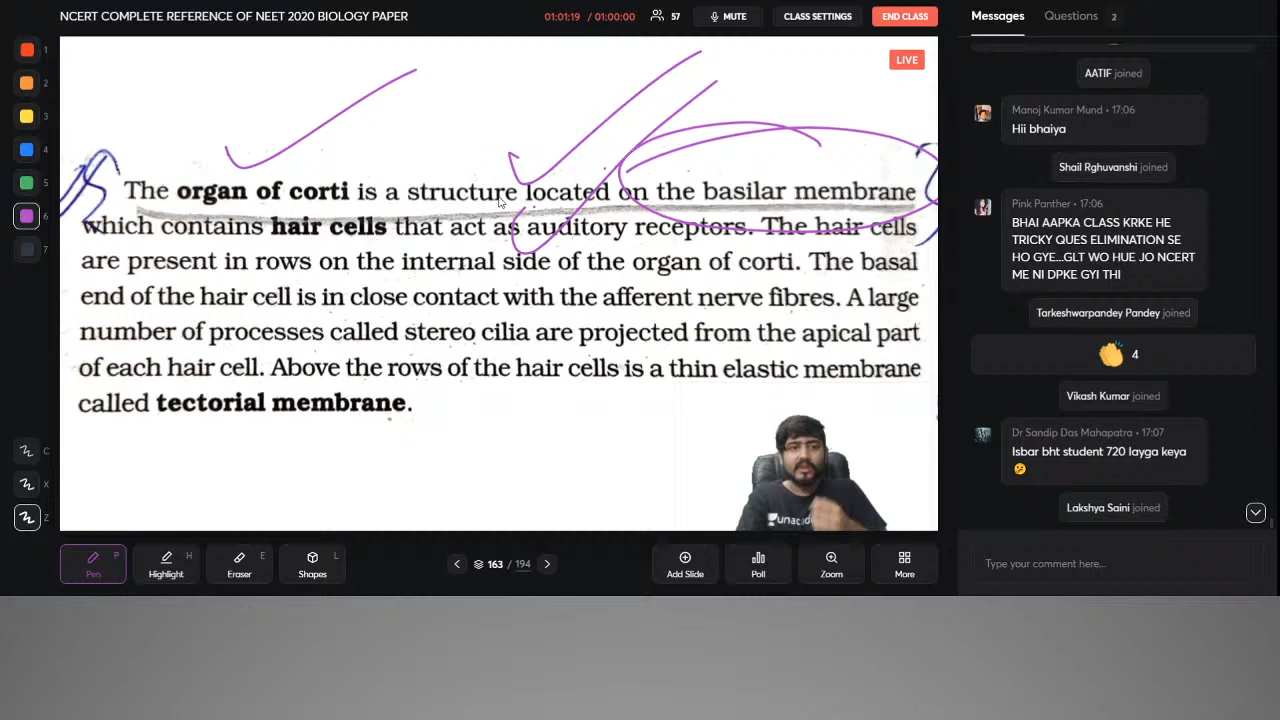 NCERT COMPLETE REFERENCE OF NEET 2020 BIOLOGY PAPER
01:01:19 / 01:00:00
57
MUTE
CLASS SETTINGS
END CLASS
LIVE
1
2
3
4
5
6
7
C
X
Z
The organ of corti is a structure located on the basilar membrane
which contains hair cells that act as auditory receptors. The hair cells
are present in rows on the internal side of the organ of corti. The basal
end of the hair cell is in close contact with the afferent nerve fibres. A large
number of processes called stereo cilia are projected from the apical part
of each hair cell. Above the rows of the hair cells is a thin elastic membrane
called tectorial membrane.
P
Pen
H
Highlight
E
Eraser
L
Shapes
163 / 194
Add Slide
Poll
Zoom
More
Messages
Questions 2
AATIF joined
Manoj Kumar Mund • 17:06
Hii bhaiya
Shail Rghuvanshi joined
Pink Panther • 17:06
BHAI AAPKA CLASS KRKE HE
TRICKY QUES ELIMINATION SE
HO GYE...GLT WO HUE JO NCERT
ME NI DPKE GYI THI
Tarkeshwarpandey Pandey joined
4
Vikash Kumar joined
Dr Sandip Das Mahapatra • 17:07
Isbar bht student 720 layga keya
Lakshya Saini joined
Type your comment here...